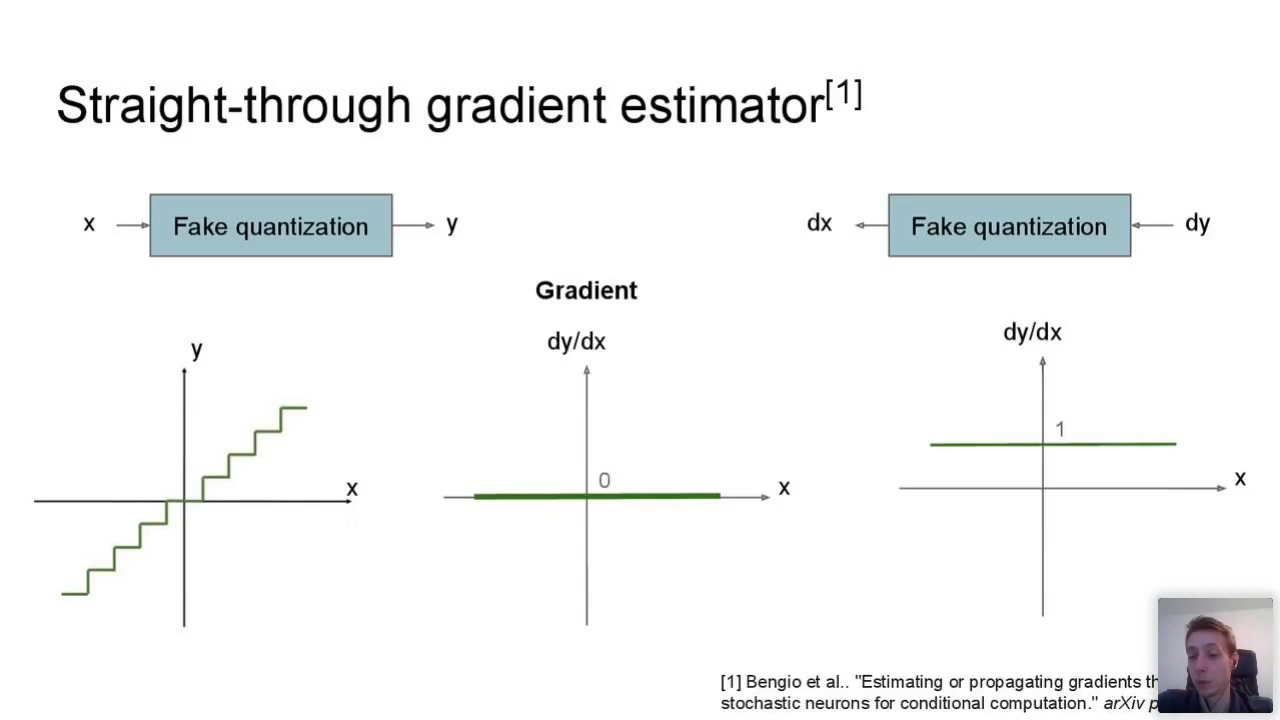 Straight-through gradient estimator[1]
x
Fake quantization
y
dx
Fake quantization
dy
Gradient
y
x
dy/dx
0
x
dy/dx
1
x
[1] Bengio et al.. "Estimating or propagating gradients
stochastic neurons for conditional computation." arXiv